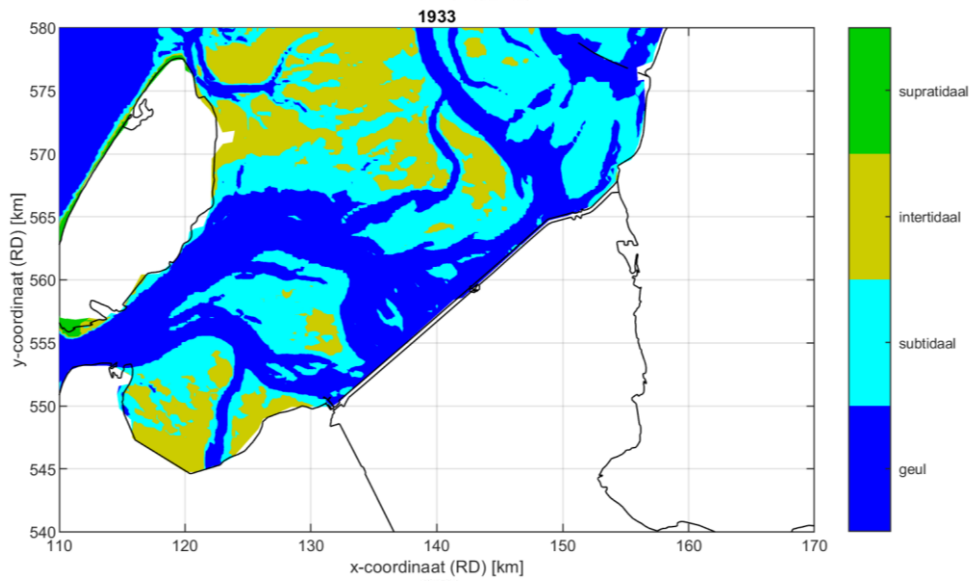 1933
580
575
570
565
560
555
550
545
540
110
120
130
140
150
160
170
x-coordinaat (RD) [km]
y-coordinaat (RD) [km]
supratidaal
intertidaal
subtidaal
geul